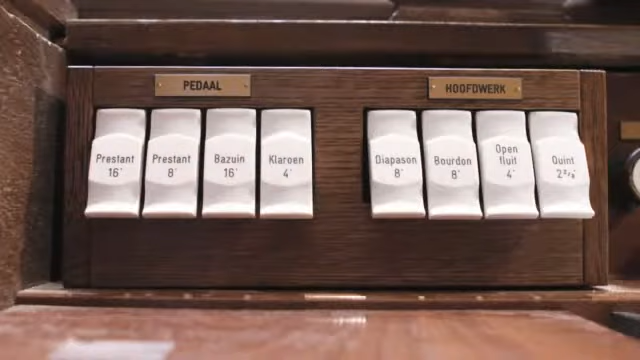 PEDAAL
Prestant
16'
Prestant
8'
Bazuin
16'
Klaroen
4'
HOOFDWERK
Diapason
8'
Bourdon
8'
Open
fluit
4'
Quint
2²/₃'